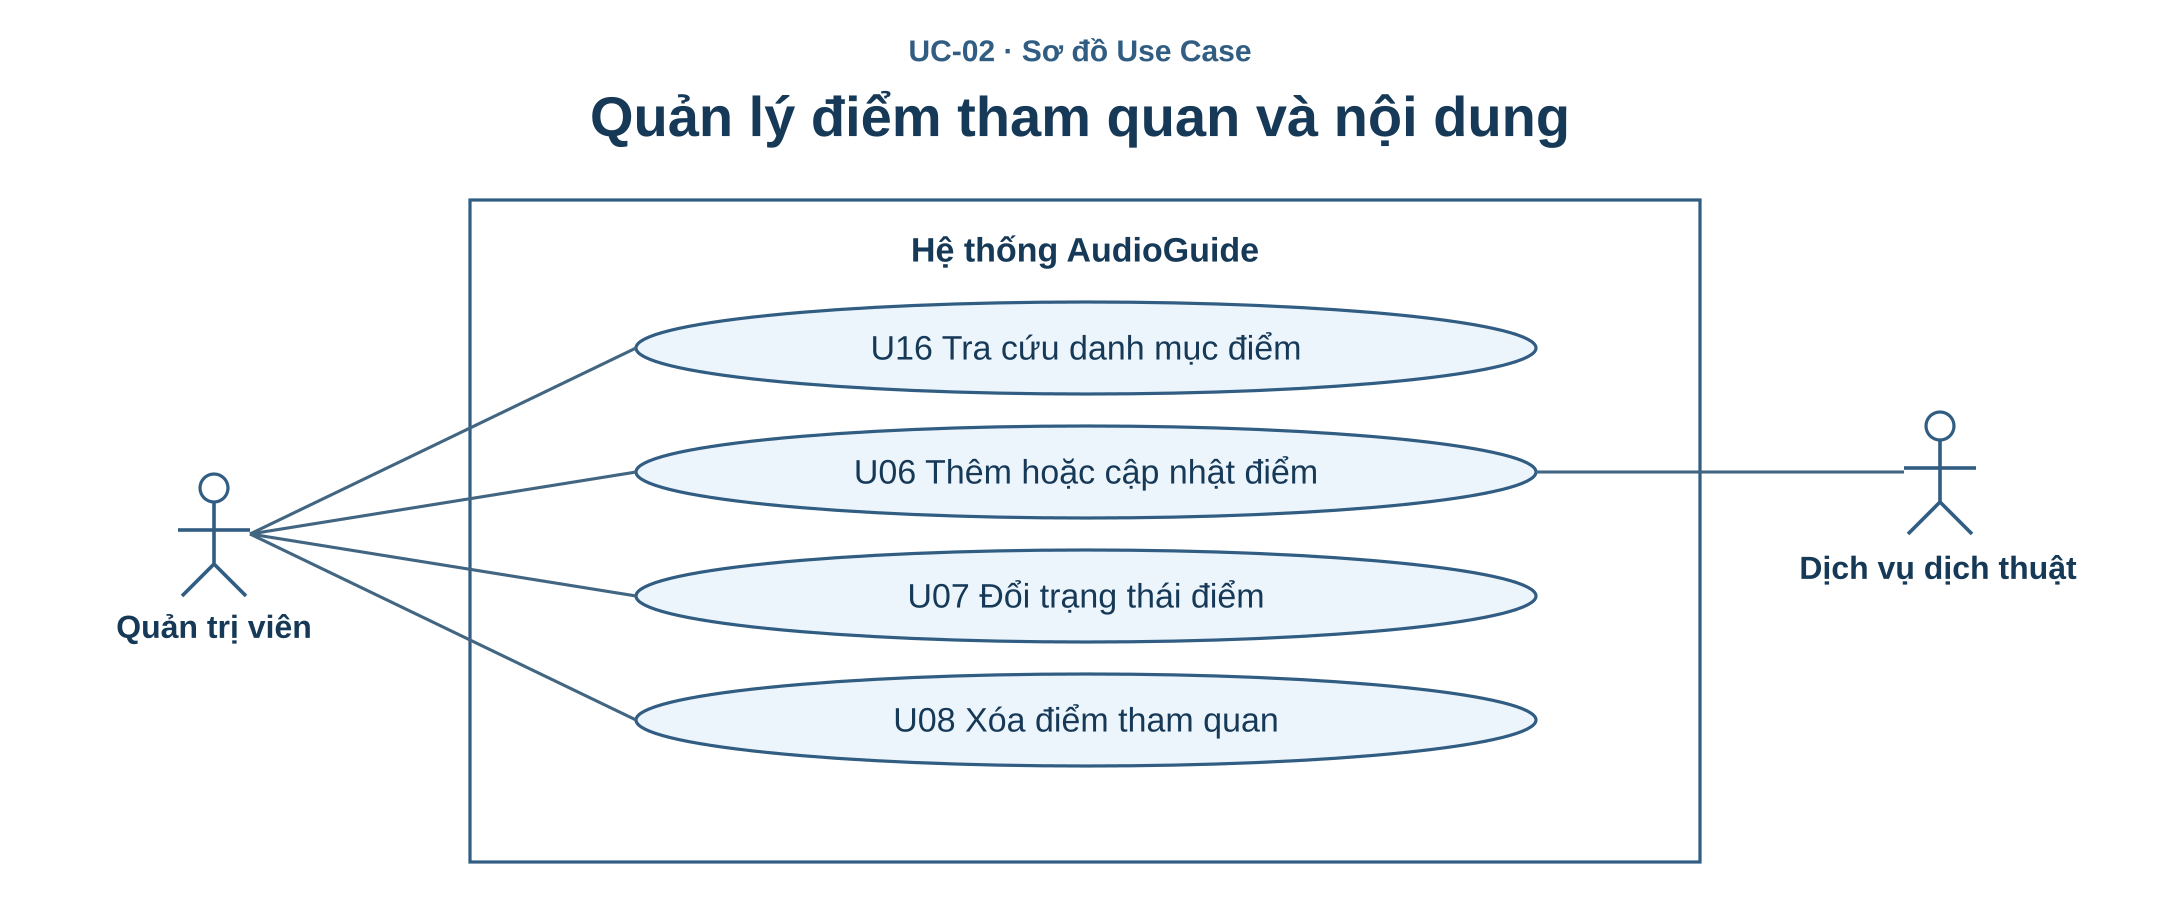 UC-02 · Sơ đồ Use Case
Quản lý điểm tham quan và nội dung
Hệ thống AudioGuide
U16 Tra cứu danh mục điểm
U06 Thêm hoặc cập nhật điểm
U07 Đổi trạng thái điểm
U08 Xóa điểm tham quan
Quản trị viên
Dịch vụ dịch thuật